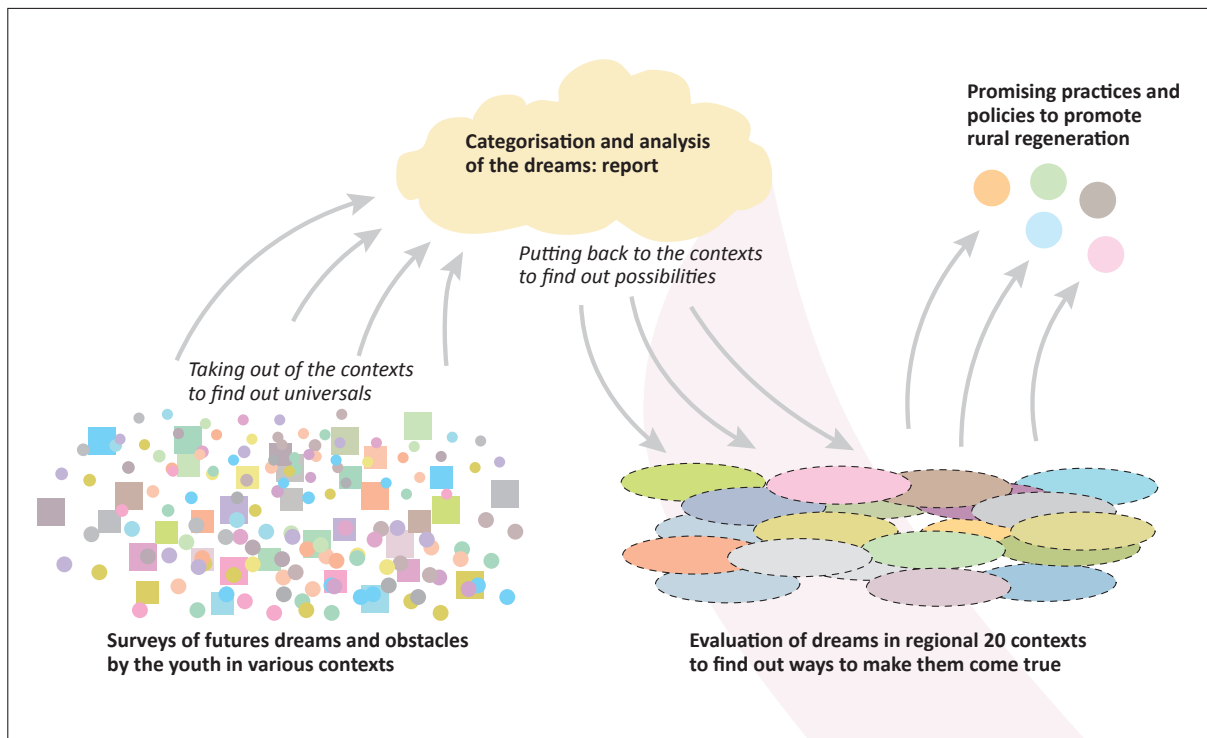 Categorisation and analysis
of the dreams: report
Promising practices and
policies to promote
rural regeneration
Putting back to the contexts
to find out possibilities
Taking out of the contexts
to find out universals
Surveys of futures dreams and obstacles
by the youth in various contexts
Evaluation of dreams in regional 20 contexts
to find out ways to make them come true